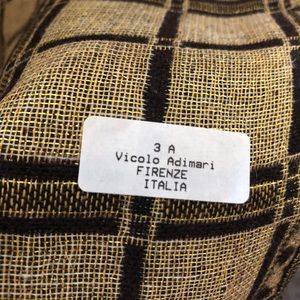 3 A
Vicolo Adimari
FIRENZE
ITALIA